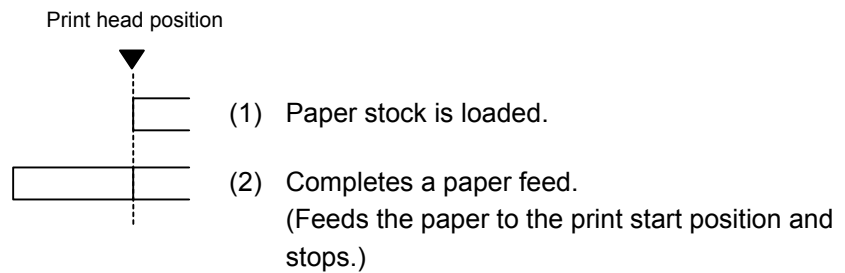 Print head position
(1) Paper stock is loaded.
(2) Completes a paper feed.
(Feeds the paper to the print start position and
stops.)